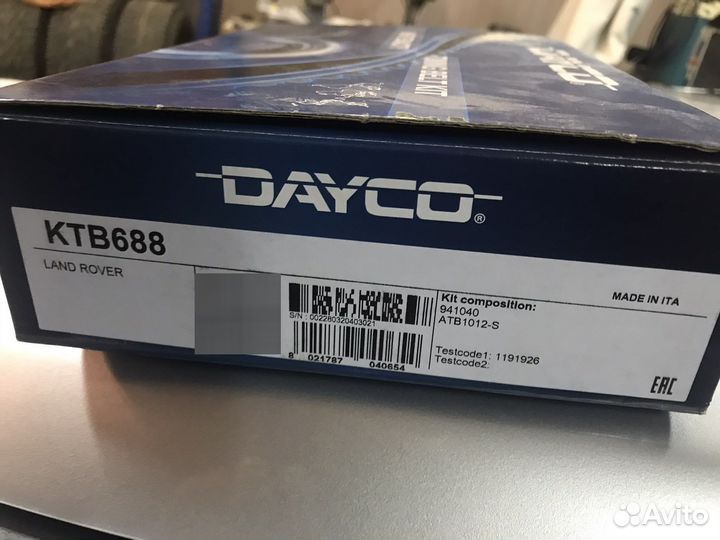 DAYCO®
KTB688
LAND ROVER
MADE IN ITA
S/N : 002280320403021
8 021787 040654
Kit composition:
941040
ATB1012-S
Testcode1: 1191926
Testcode2:
EAC
Avito